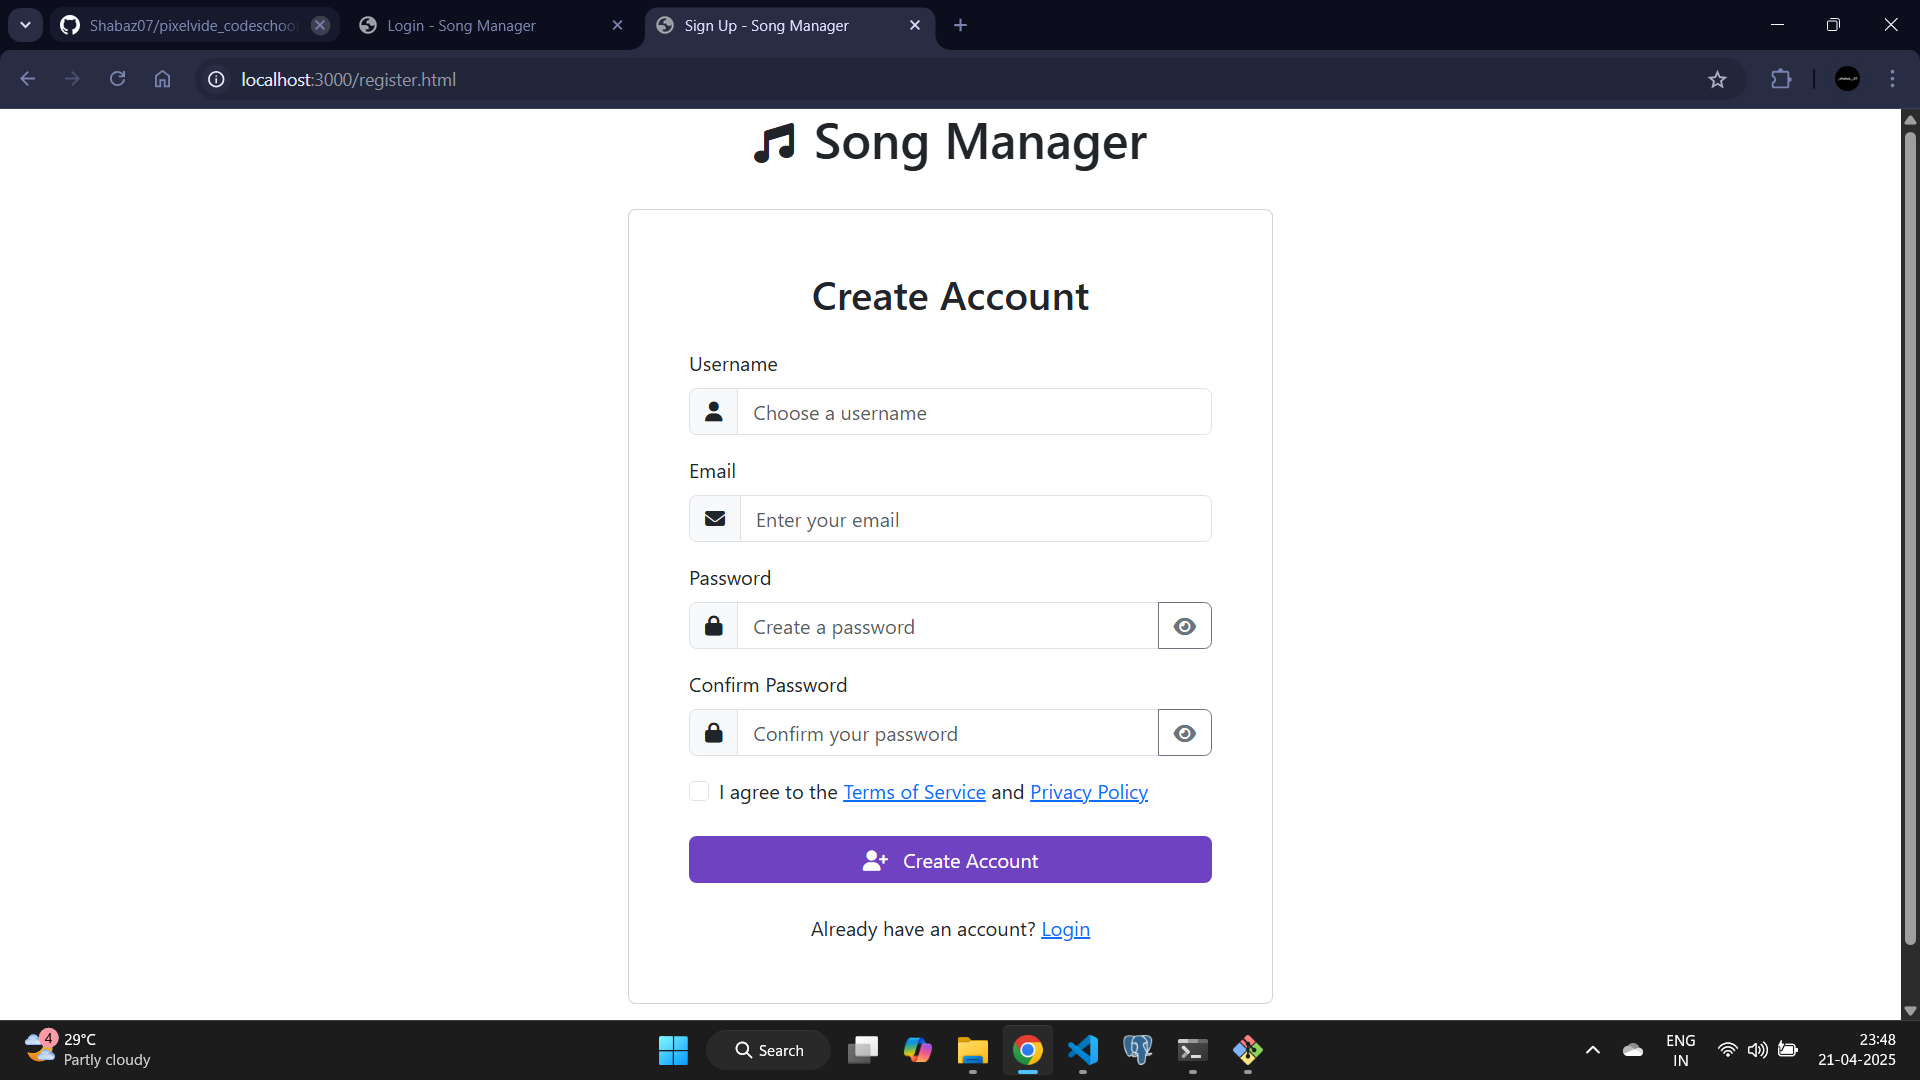 Shabaz07/pixelvide_codeschool
Login - Song Manager
Sign Up - Song Manager
localhost:3000/register.html
Song Manager
Create Account
Username
Choose a username
Email
Enter your email
Password
Create a password
Confirm Password
Confirm your password
I agree to the Terms of Service and Privacy Policy
Create Account
Already have an account? Login
4
29°C
Partly cloudy
Search
ENG
IN
23:48
21-04-2025